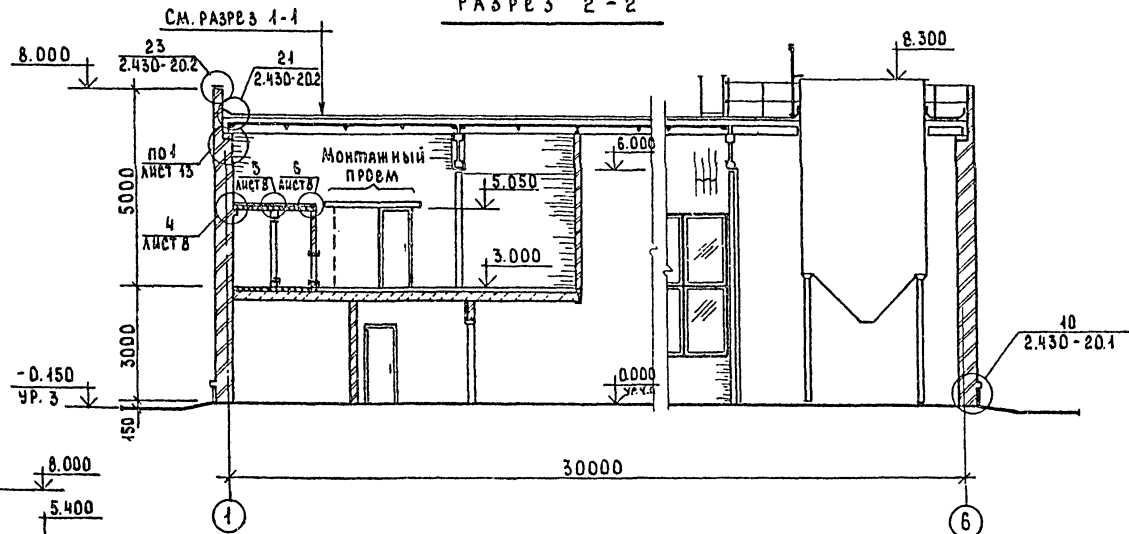 РАЗРЕЗ 2-2
СМ. РАЗРЕЗ 1-1
23
2.430-20.2
21
2.430-20.2
8.000
8.300
ПО 1
ЛИСТ 13
5
ЛИСТ 8
6
ЛИСТ 8
МОНТАЖНЫЙ
ПРОЕМ
6.000
5.050
4
ЛИСТ 8
5000
3.000
3000
10
2.430-20.1
-0.150
УР. З
0.000
УР.Ч.П
150
30000
8.000
5.400
1
6